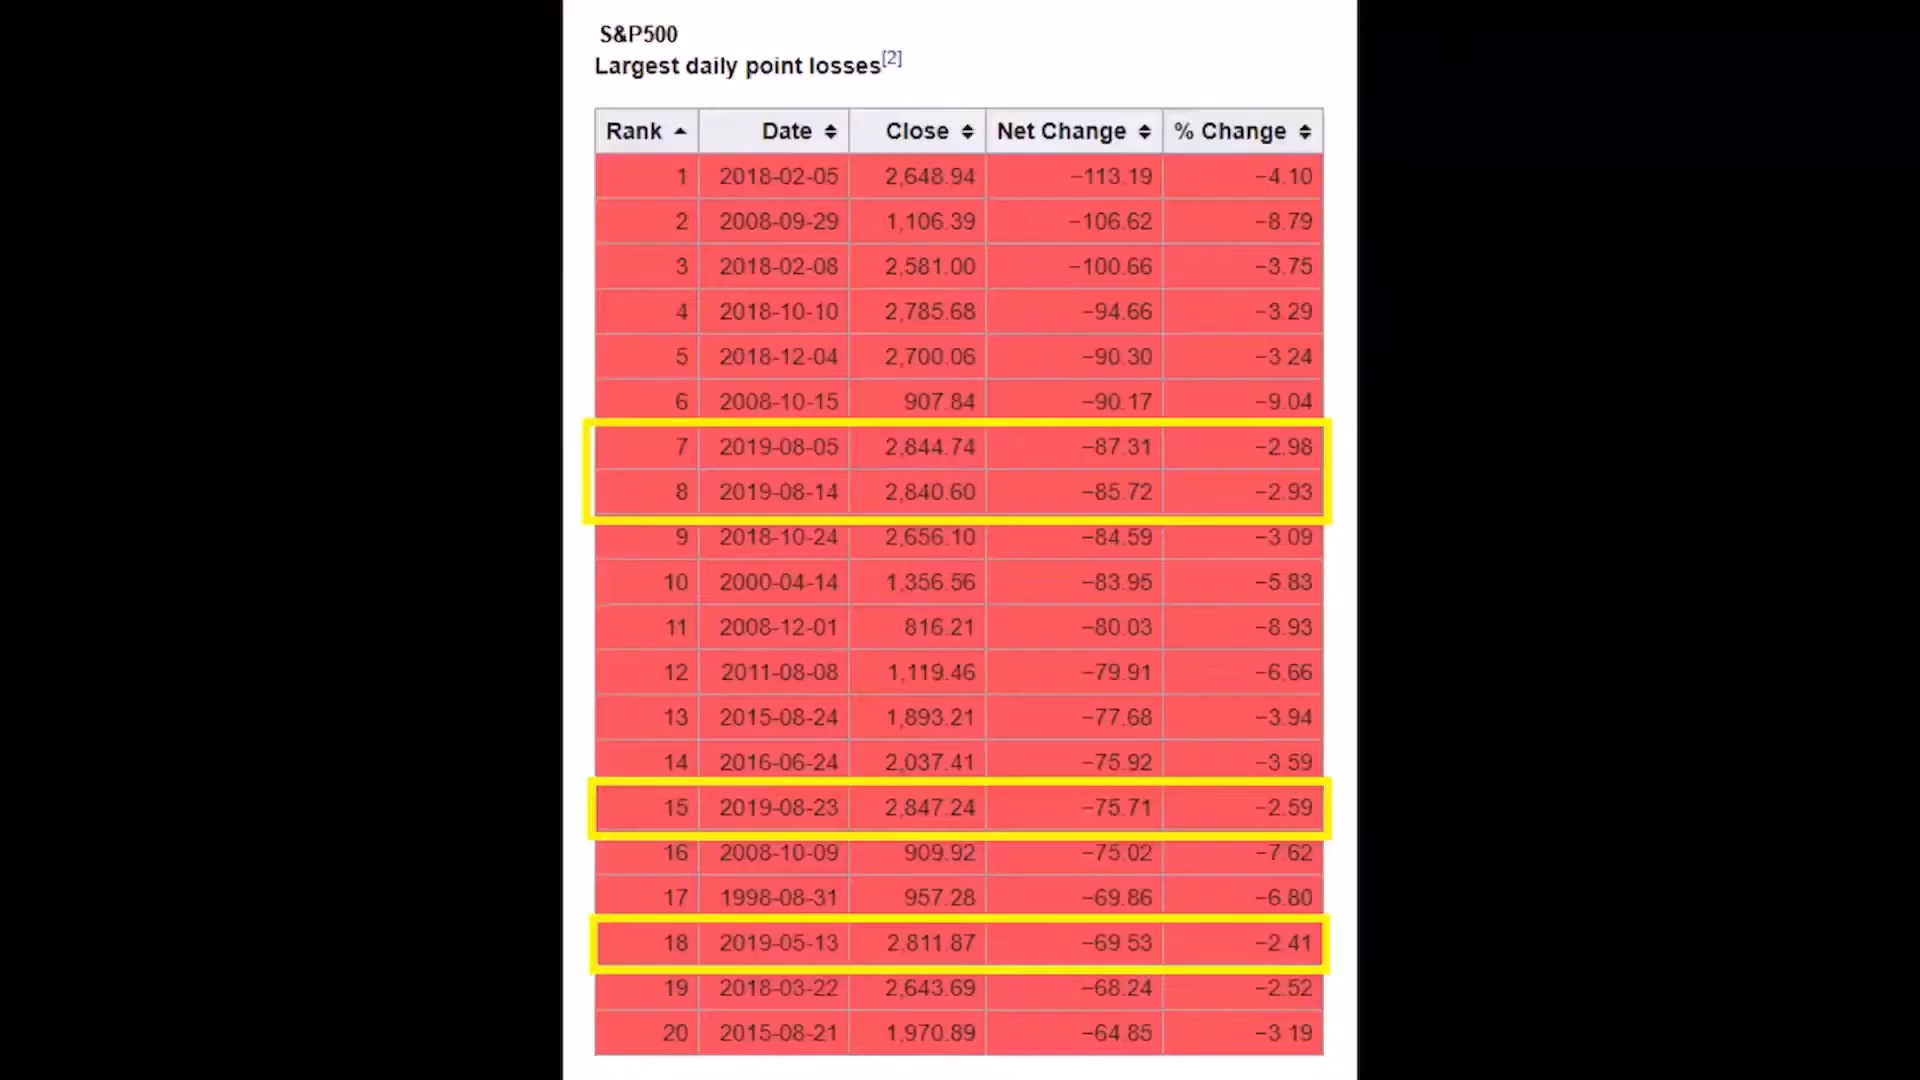 S&P500
Largest daily point losses[2]
Rank Date Close Net Change % Change
1 2018-02-05 2,648.94 −113.19 −4.10
2 2008-09-29 1,106.39 −106.62 −8.79
3 2018-02-08 2,581.00 −100.66 −3.75
4 2018-10-10 2,785.68 −94.66 −3.29
5 2018-12-04 2,700.06 −90.30 −3.24
6 2008-10-15 907.84 −90.17 −9.04
7 2019-08-05 2,844.74 −87.31 −2.98
8 2019-08-14 2,840.60 −85.72 −2.93
9 2018-10-24 2,656.10 −84.59 −3.09
10 2000-04-14 1,356.56 −83.95 −5.83
11 2008-12-01 816.21 −80.03 −8.93
12 2011-08-08 1,119.46 −79.91 −6.66
13 2015-08-24 1,893.21 −77.68 −3.94
14 2016-06-24 2,037.41 −75.92 −3.59
15 2019-08-23 2,847.24 −75.71 −2.59
16 2008-10-09 909.92 −75.02 −7.62
17 1998-08-31 957.28 −69.86 −6.80
18 2019-05-13 2,811.87 −69.53 −2.41
19 2018-03-22 2,643.69 −68.24 −2.52
20 2015-08-21 1,970.89 −64.85 −3.19